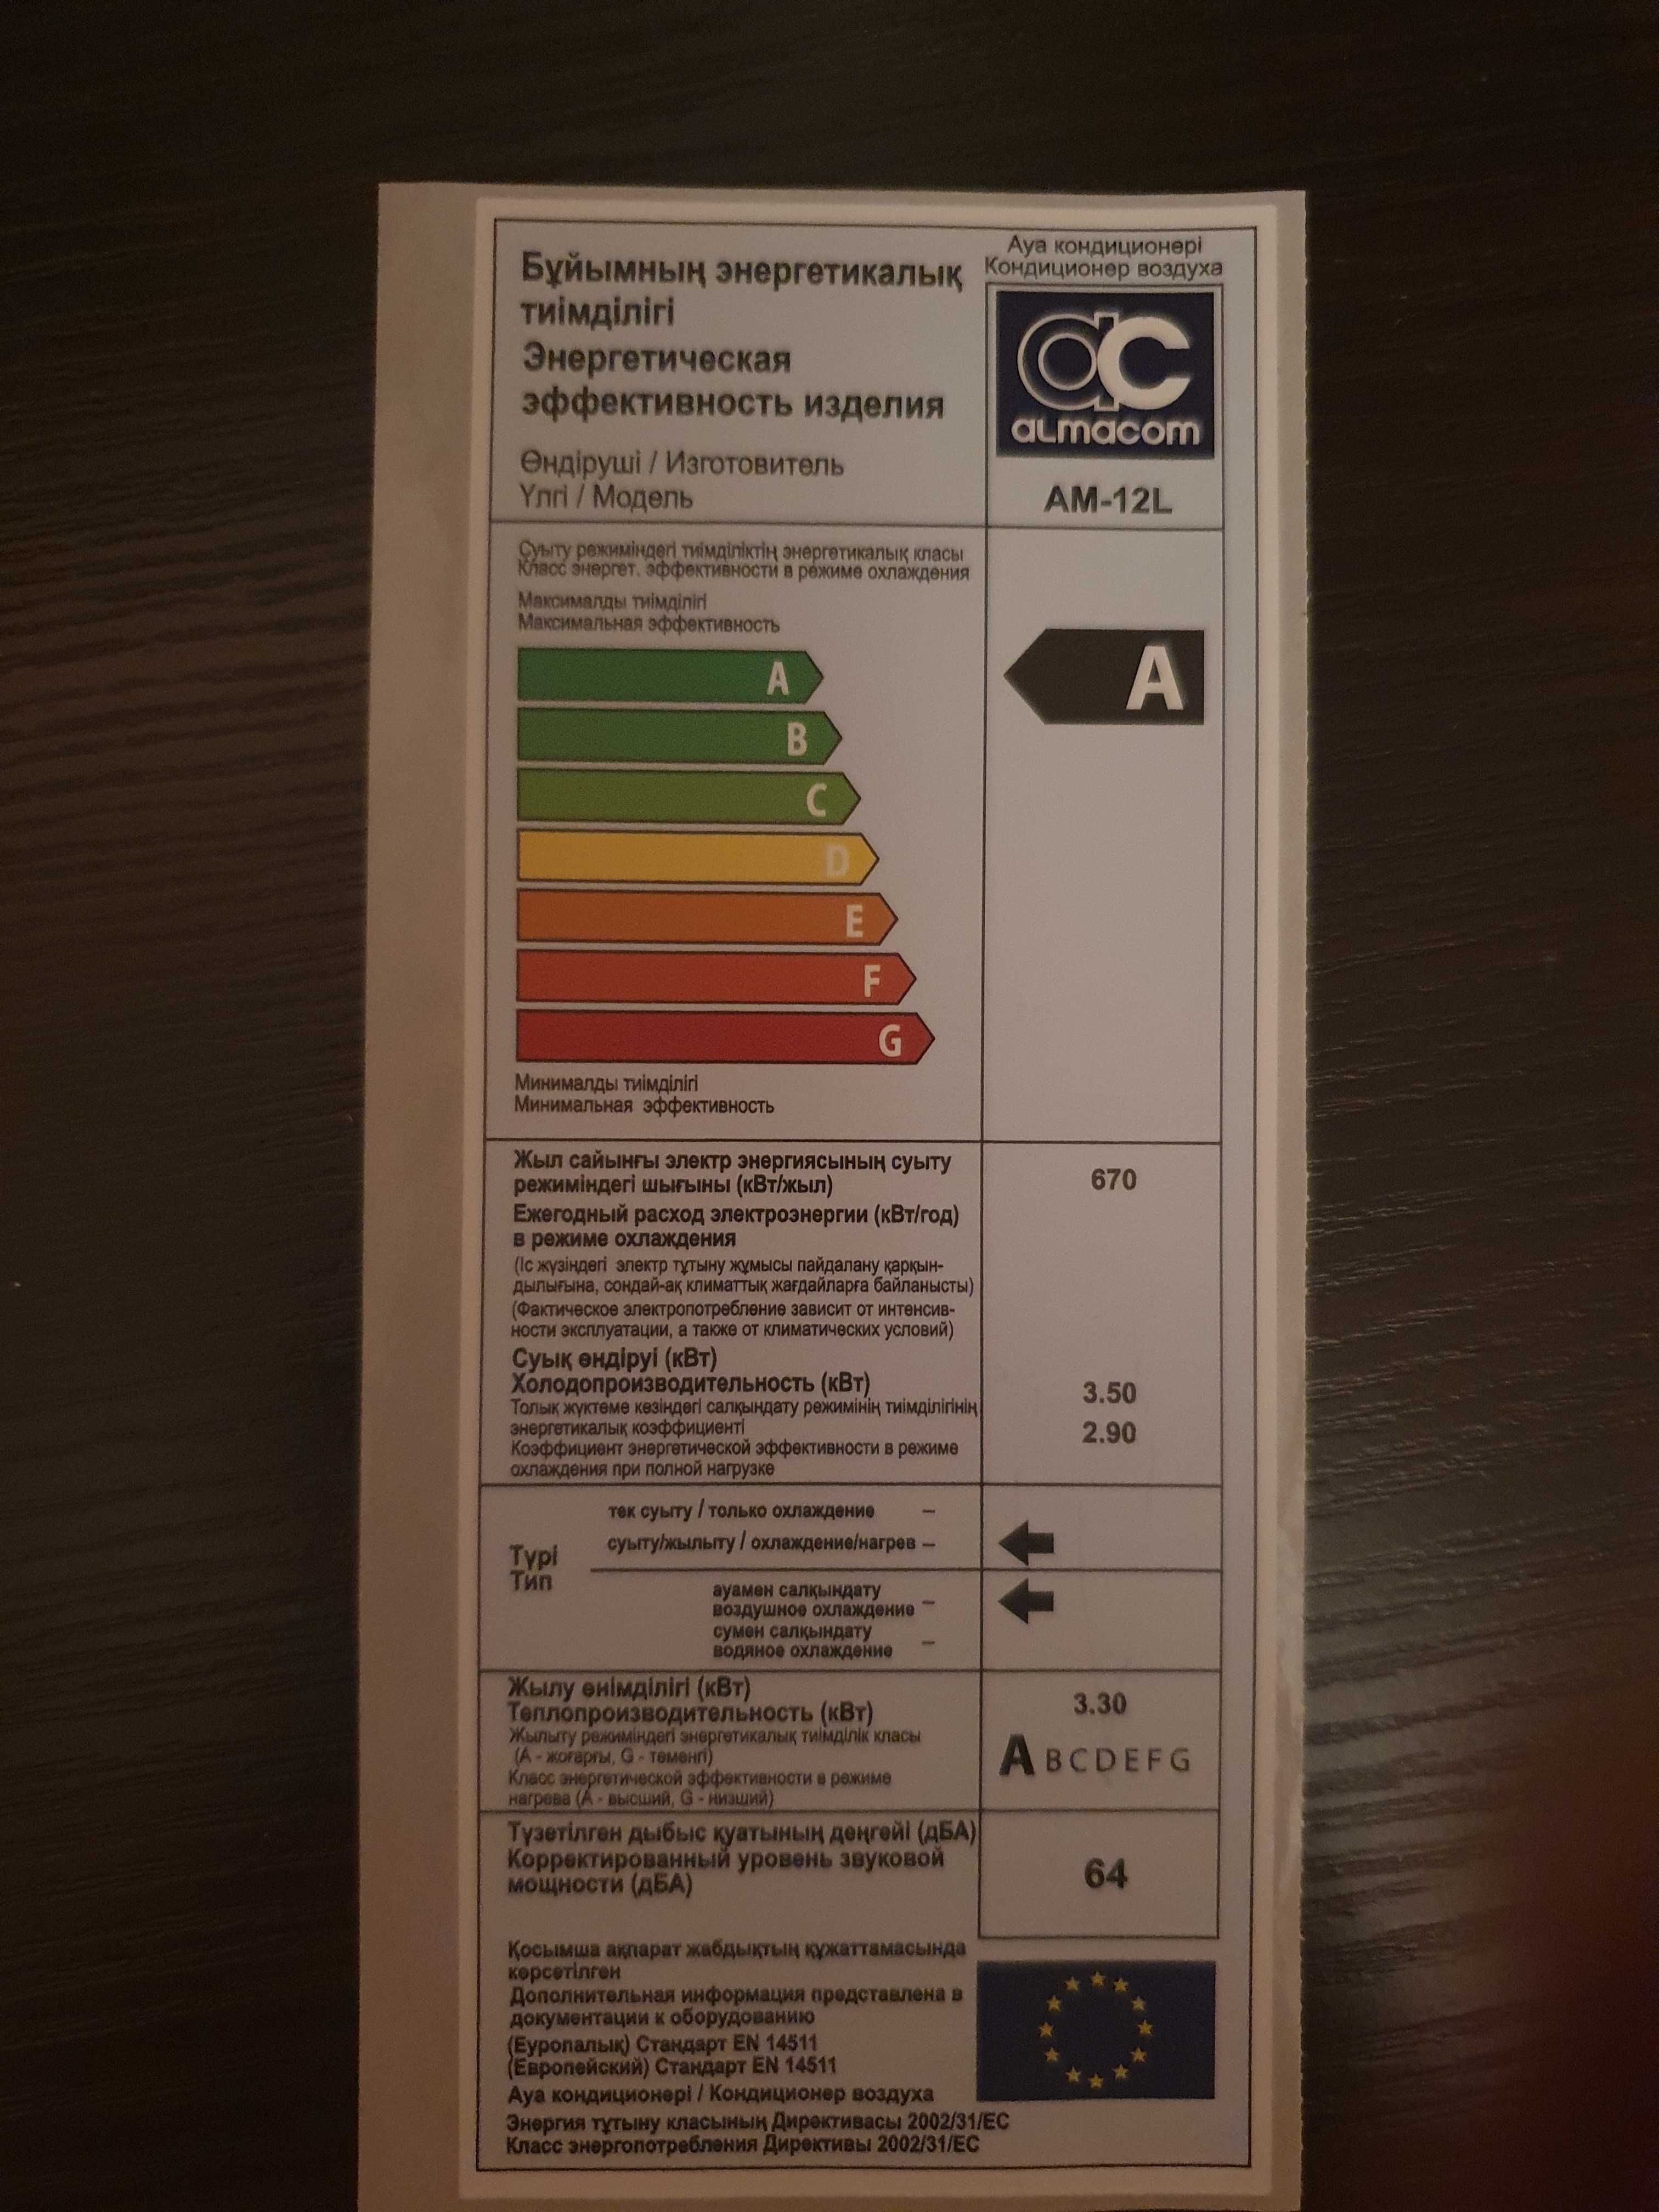 Ауа кондиционері
Кондиционер воздуха
Бұйымның энергетикалық
тиімділігі
Энергетическая
эффективность изделия
ac
almacom
Өндіруші / Изготовитель
Үлгі / Модель
AM-12L
Суыту режиміндегі тиімділіктің энергетикалық класы
Класс энергет. эффективности в режиме охлаждения
Максималды тиімділігі
Максимальная эффективность
A
A
B
C
D
E
F
G
Минималды тиімділігі
Минимальная эффективность
Жыл сайынғы электр энергиясының суыту
режиміндегі шығыны (кВт/жыл)
670
Ежегодный расход электроэнергии (кВт/год)
в режиме охлаждения
(Іс жүзіндегі электр тұтыну жұмысы пайдалану қарқын-
дылығына, сондай-ақ климаттық жағдайларға байланысты)
(Фактическое электропотребление зависит от интенсив-
ности эксплуатации, а также от климатических условий)
Суық өндіруі (кВт)
Холодопроизводительность (кВт)
3.50
Толық жүктеме кезіндегі салқындату режимінің тиімділігінің
энергетикалық коэффициенті
2.90
Коэффициент энергетической эффективности в режиме
охлаждения при полной нагрузке
Түрі
Тип
тек суыту / только охлаждение –
суыту/жылыту / охлаждение/нагрев –
ауамен салқындату
воздушное охлаждение –
сумен салқындату
водяное охлаждение –
Жылу өнімділігі (кВт)
Теплопроизводительность (кВт)
3.30
Жылыту режиміндегі энергетикалық тиімділік класы
(А - жоғарғы, G - төменгі)
A B C D E F G
Класс энергетической эффективности в режиме
нагрева (А - высший, G - низший)
Түзетілген дыбыс қуатының деңгейі (дБА)
Корректированный уровень звуковой
мощности (дБА)
64
Қосымша ақпарат жабдықтың құжаттамасында
көрсетілген
Дополнительная информация представлена в
документации к оборудованию
(Еуропалық) Стандарт EN 14511
(Европейский) Стандарт EN 14511
Ауа кондиционері / Кондиционер воздуха
Энергия тұтыну класының Директивасы 2002/31/EC
Класс энергопотребления Директивы 2002/31/EC